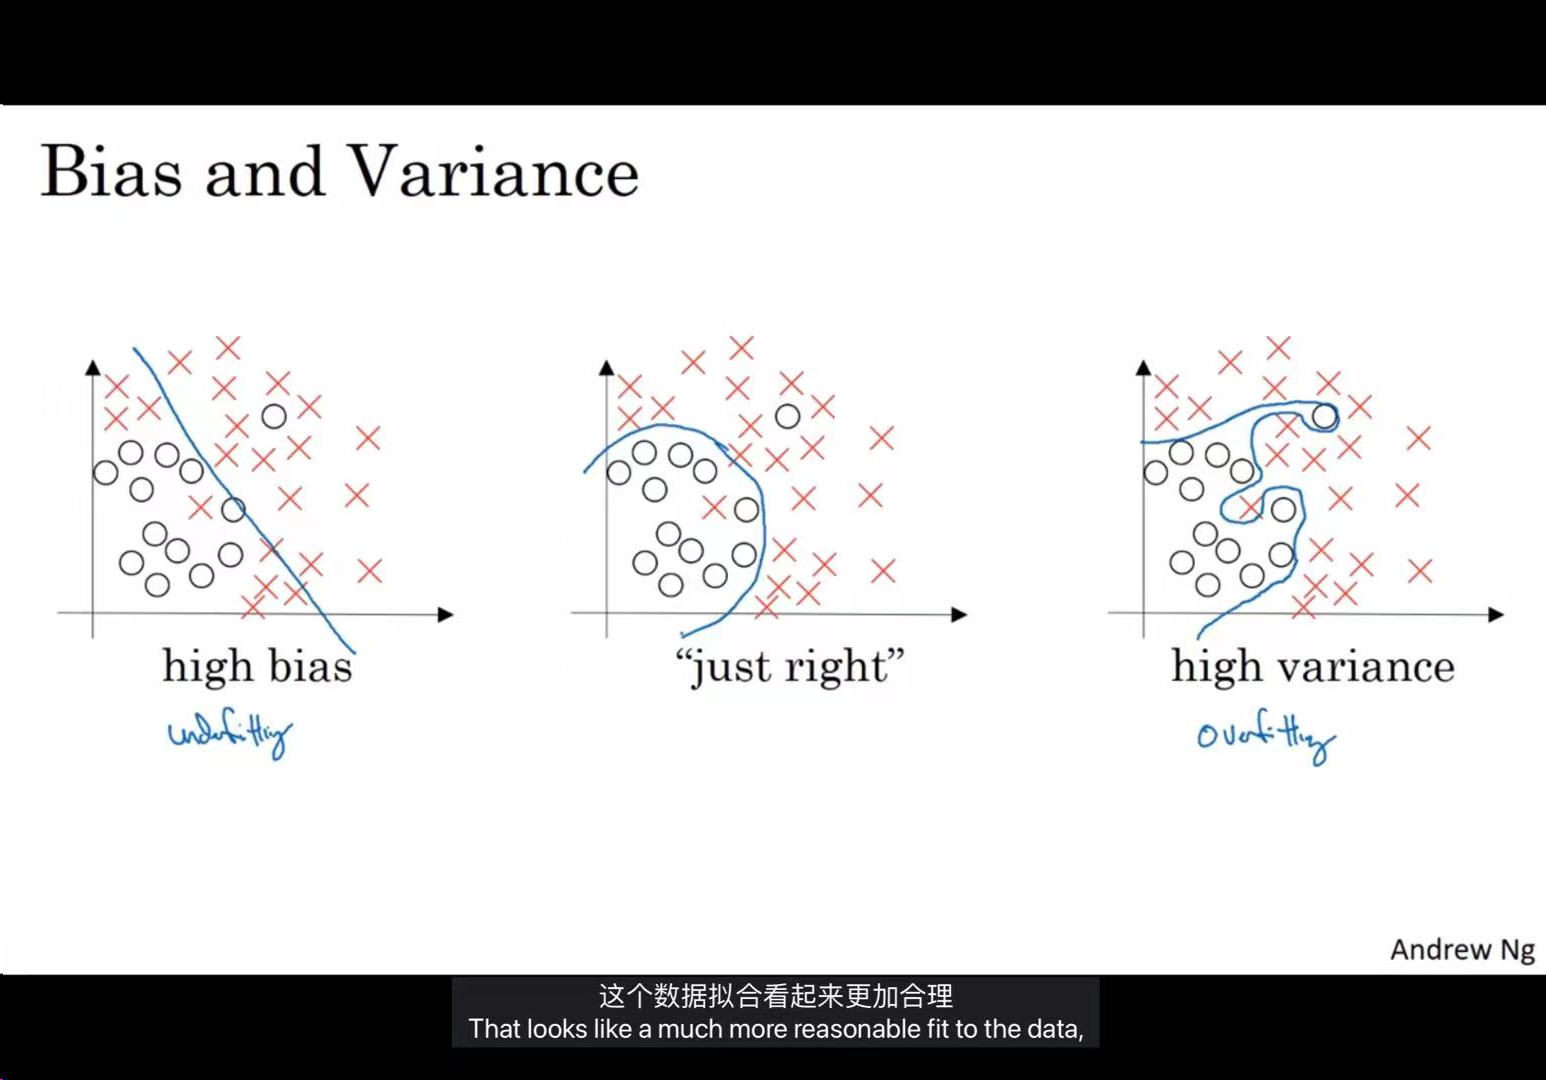 Bias and Variance
high bias
"just right"
high variance
underfitting
overfitting
Andrew Ng
这个数据拟合看起来更加合理
That looks like a much more reasonable fit to the data,